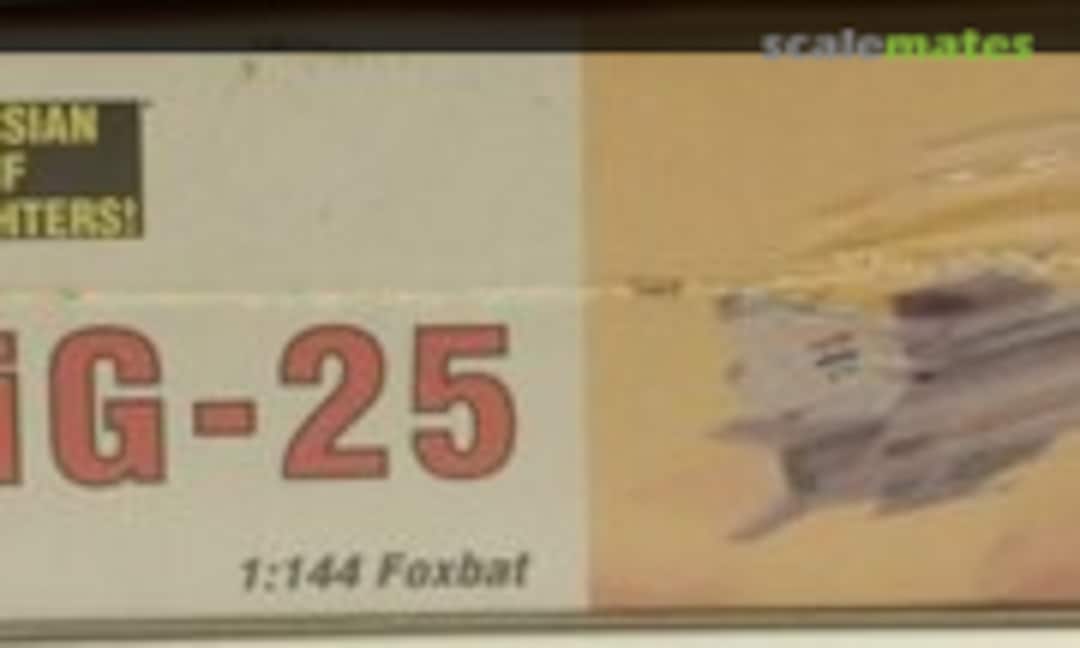 scalemates
SIAN
F
HTERS!
iG-25
1:144 Foxbat